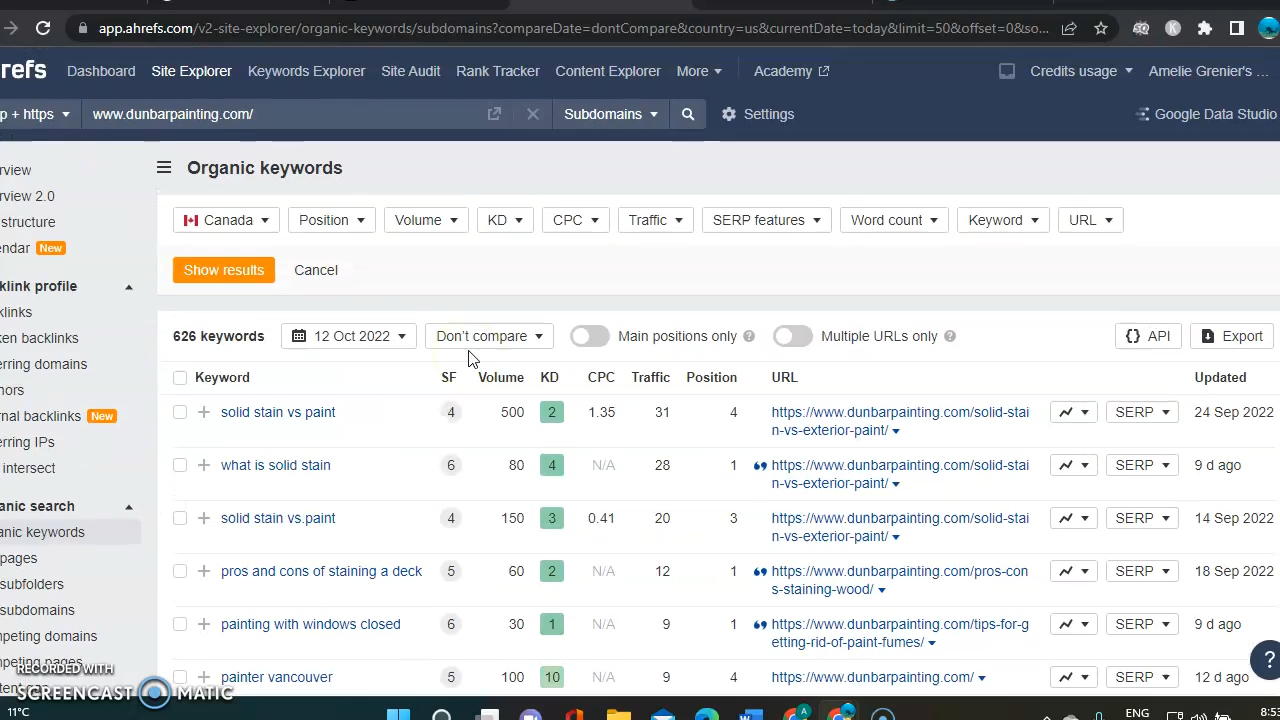 app.ahrefs.com/v2-site-explorer/organic-keywords/subdomains?compareDate=dontCompare&country=us&currentDate=today&limit=50&offset=0&so...
refs Dashboard Site Explorer Keywords Explorer Site Audit Rank Tracker Content Explorer More Academy Credits usage Amelie Grenier's ...
p + https www.dunbarpainting.com/ Subdomains Settings Google Data Studio
rview
rview 2.0
structure
endar New
klink profile
klinks
ken backlinks
erring domains
hors
rnal backlinks New
erring IPs
intersect
anic search
anic keywords
pages
subfolders
subdomains
npeting domains
npeting pages
Organic keywords
Canada Position Volume KD CPC Traffic SERP features Word count Keyword URL
Show results Cancel
626 keywords 12 Oct 2022 Don't compare Main positions only ? Multiple URLs only ? {} API Export
Keyword SF Volume KD CPC Traffic Position URL Updated
solid stain vs paint 4 500 2 1.35 31 4 https://www.dunbarpainting.com/solid-stai SERP 24 Sep 2022
n-vs-exterior-paint/
what is solid stain 6 80 4 N/A 28 1 https://www.dunbarpainting.com/solid-stai SERP 9 d ago
n-vs-exterior-paint/
solid stain vs.paint 4 150 3 0.41 20 3 https://www.dunbarpainting.com/solid-stai SERP 14 Sep 2022
n-vs-exterior-paint/
pros and cons of staining a deck 5 60 2 N/A 12 1 https://www.dunbarpainting.com/pros-con SERP 18 Sep 2022
s-staining-wood/
painting with windows closed 6 30 1 N/A 9 1 https://www.dunbarpainting.com/tips-for-g SERP 9 d ago
etting-rid-of-paint-fumes/
painter vancouver 5 100 10 N/A 9 4 https://www.dunbarpainting.com/ SERP 12 d ago
?
RECORDED WITH
SCREENCAST MATIC
11°C
ENG
8:53